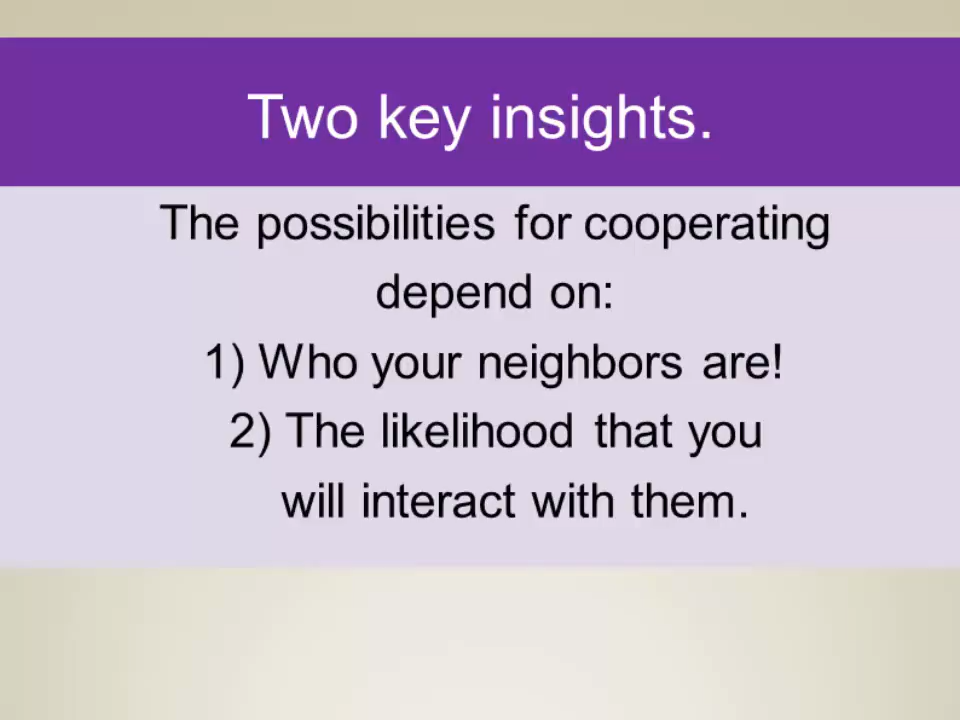 Two key insights.
The possibilities for cooperating
depend on:
1) Who your neighbors are!
2) The likelihood that you
will interact with them.